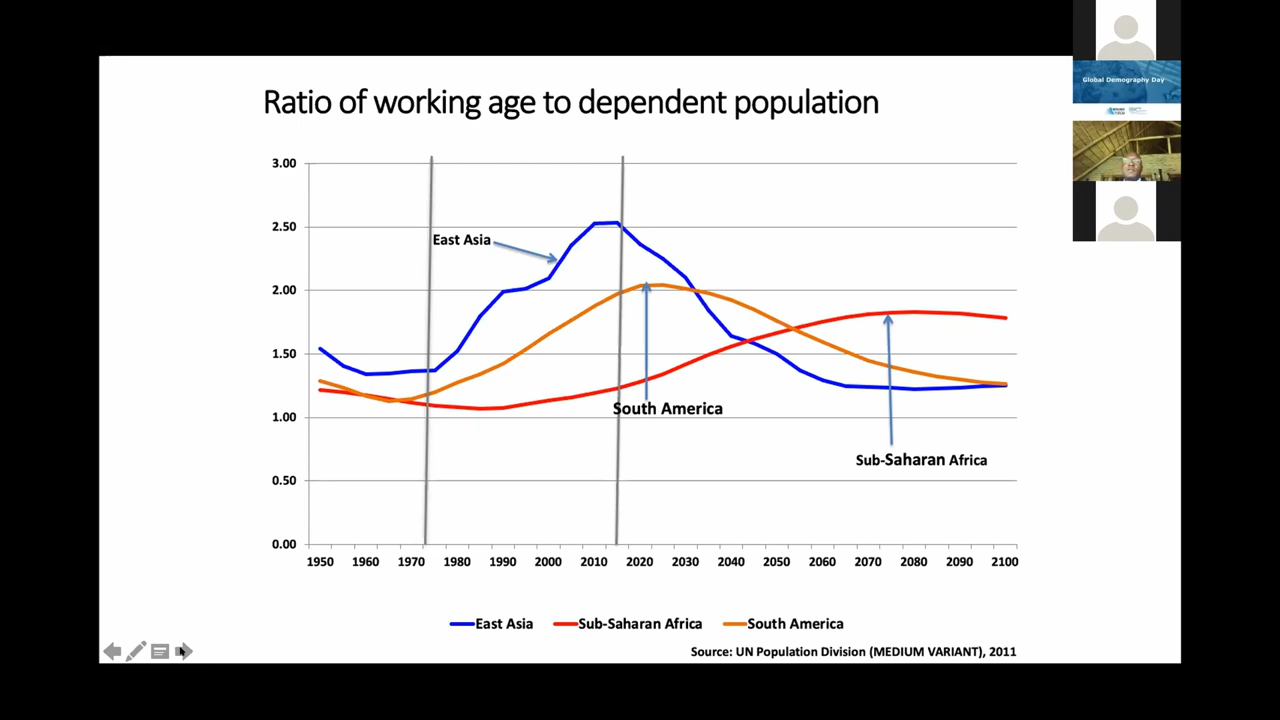 Global Demography Day
Ratio of working age to dependent population
3.00
2.50
2.00
1.50
1.00
0.50
0.00
East Asia
South America
Sub-Saharan Africa
1950 1960 1970 1980 1990 2000 2010 2020 2030 2040 2050 2060 2070 2080 2090 2100
East Asia Sub-Saharan Africa South America
Source: UN Population Division (MEDIUM VARIANT), 2011